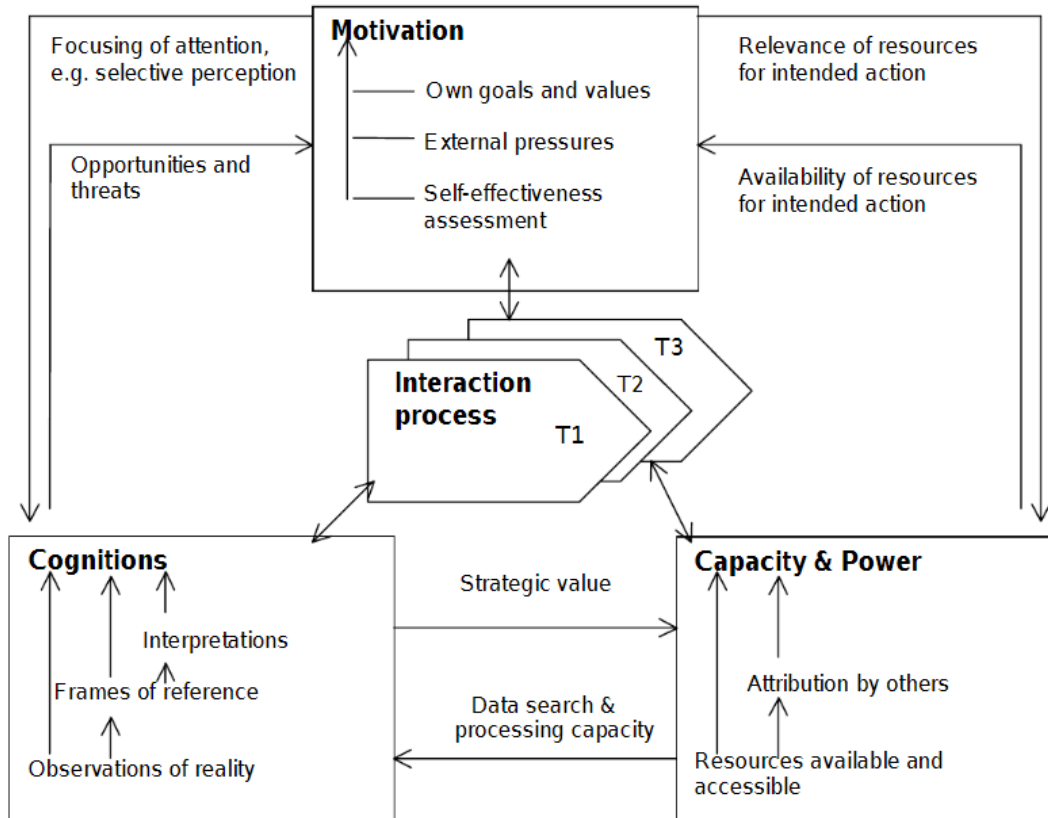 Motivation
Focusing of attention,
e.g. selective perception
Relevance of resources
for intended action
Own goals and values
External pressures
Self-effectiveness
assessment
Opportunities and
threats
Availability of resources
for intended action
Interaction
process
T1
T2
T3
Cognitions
Interpretations
Frames of reference
Observations of reality
Strategic value
Data search &
processing capacity
Capacity & Power
Attribution by others
Resources available and
accessible